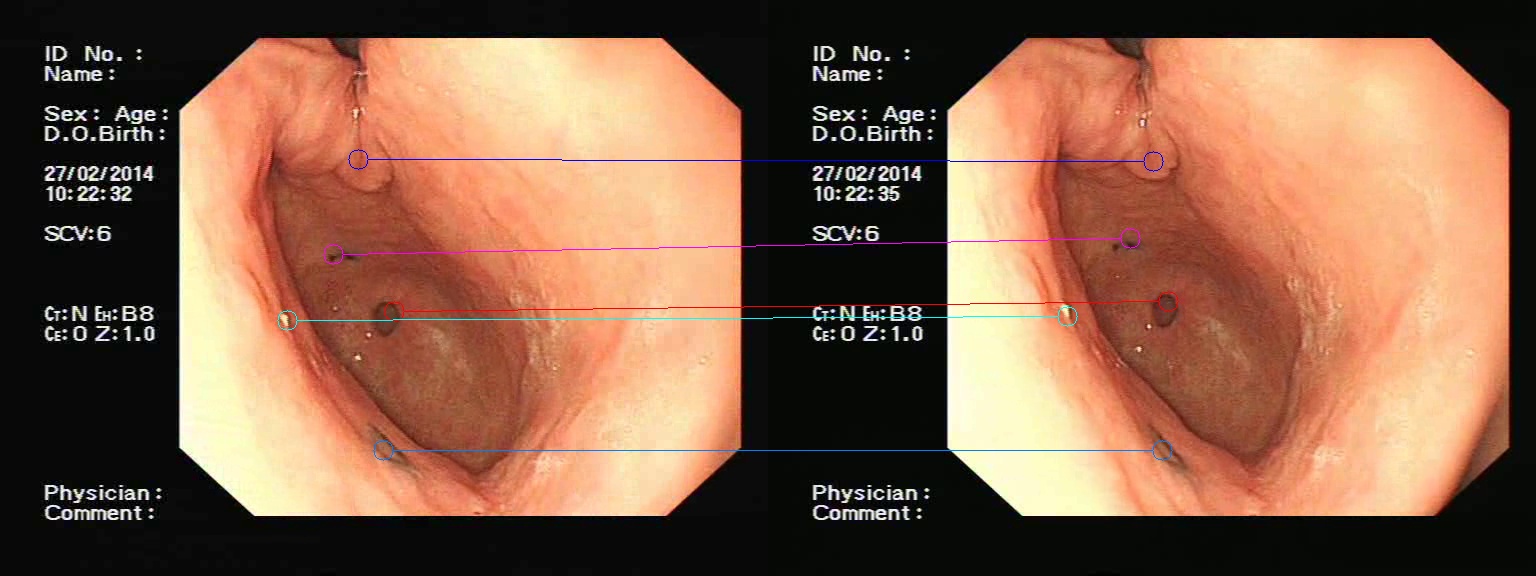 ID No. :
Name :
Sex: Age:
D.O.Birth :
27/02/2014
10:22:32
SCV:6
CT:N EH:B8
CE:0 Z:1.0
Physician :
Comment :
ID No. :
Name :
Sex: Age:
D.O.Birth :
27/02/2014
10:22:35
SCV:6
CT:N EH:B8
CE:0 Z:1.0
Physician :
Comment :